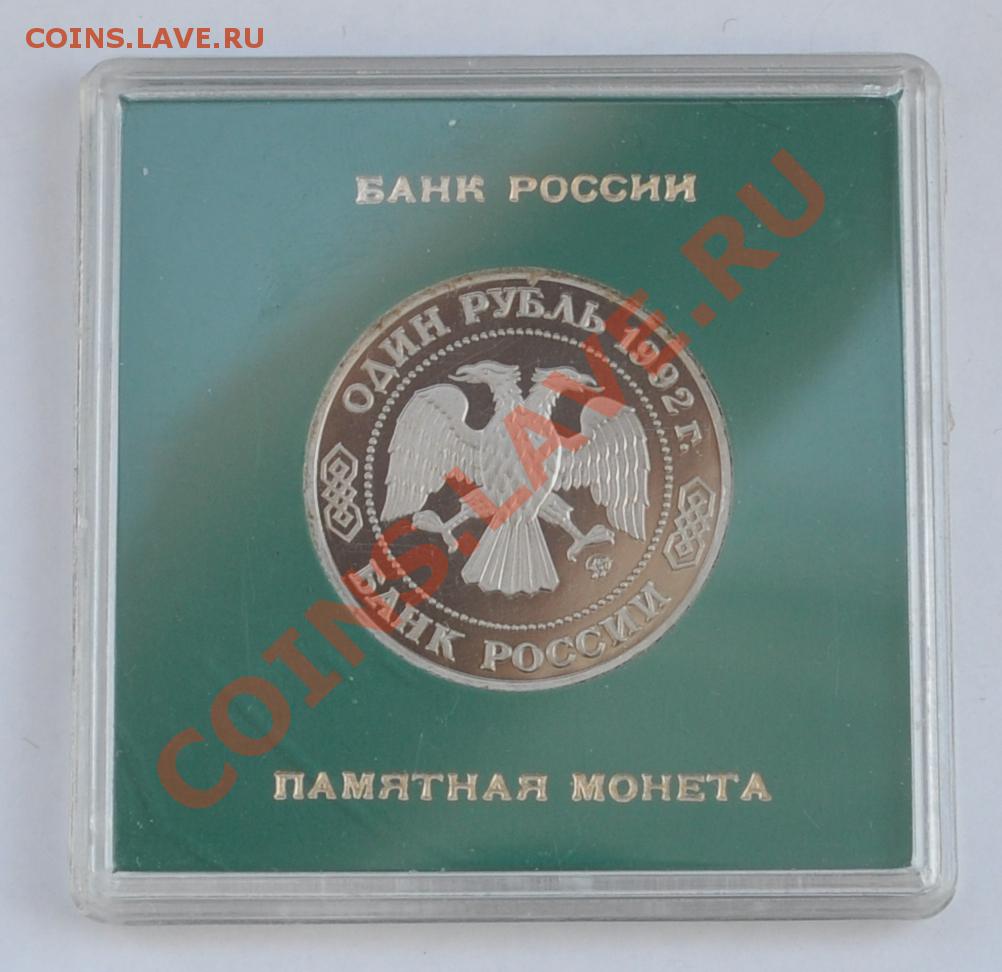 COINS.LAVE.RU
БАНК РОССИИ
ОДИН РУБЛЬ 1992 г.
БАНК РОССИИ
ПАМЯТНАЯ МОНЕТА
COINS.LAVE.RU